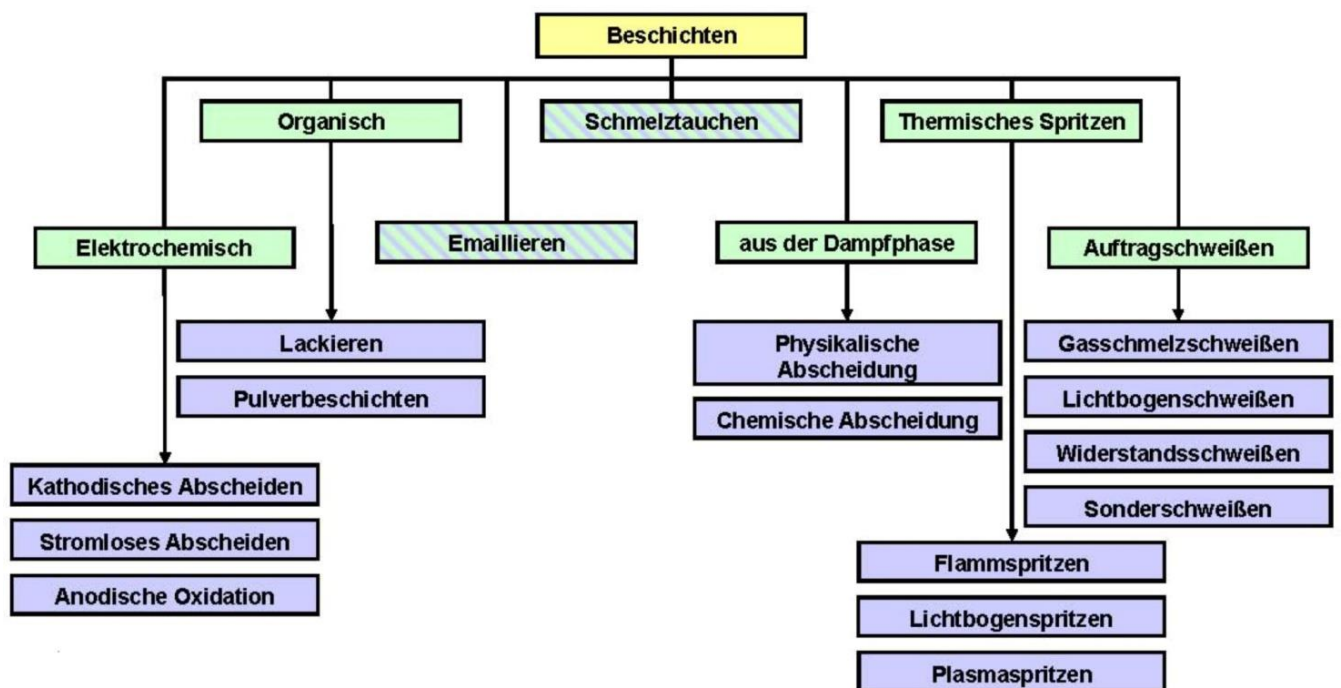 Beschichten
Organisch
Schmelztauchen
Thermisches Spritzen
Elektrochemisch
Emaillieren
aus der Dampfphase
Auftragschweißen
Lackieren
Pulverbeschichten
Physikalische
Abscheidung
Chemische Abscheidung
Gasschmelzschweißen
Lichtbogenschweißen
Widerstandsschweißen
Sonderschweißen
Kathodisches Abscheiden
Stromloses Abscheiden
Anodische Oxidation
Flammspritzen
Lichtbogenspritzen
Plasmaspritzen